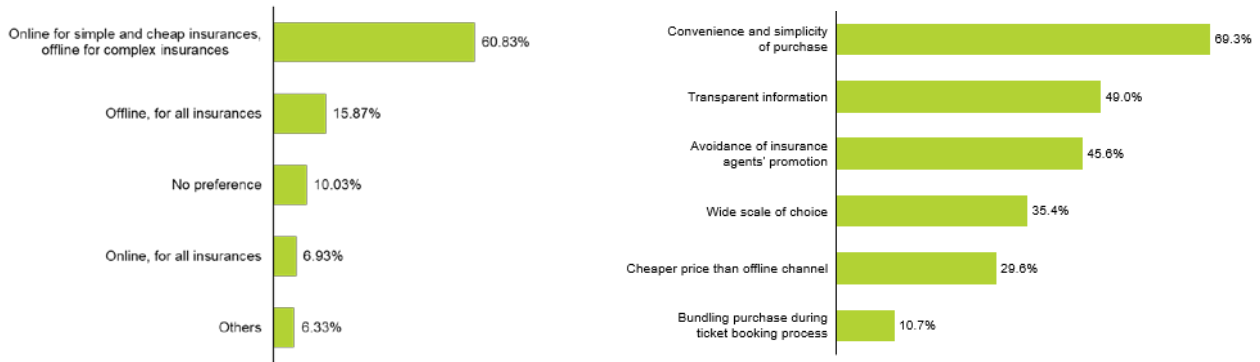 Online for simple and cheap insurances,
offline for complex insurances
60.83%
Offline, for all insurances
15.87%
No preference
10.03%
Online, for all insurances
6.93%
Others
6.33%
Convenience and simplicity
of purchase
69.3%
Transparent information
49.0%
Avoidance of insurance
agents' promotion
45.6%
Wide scale of choice
35.4%
Cheaper price than offline channel
29.6%
Bundling purchase during
ticket booking process
10.7%